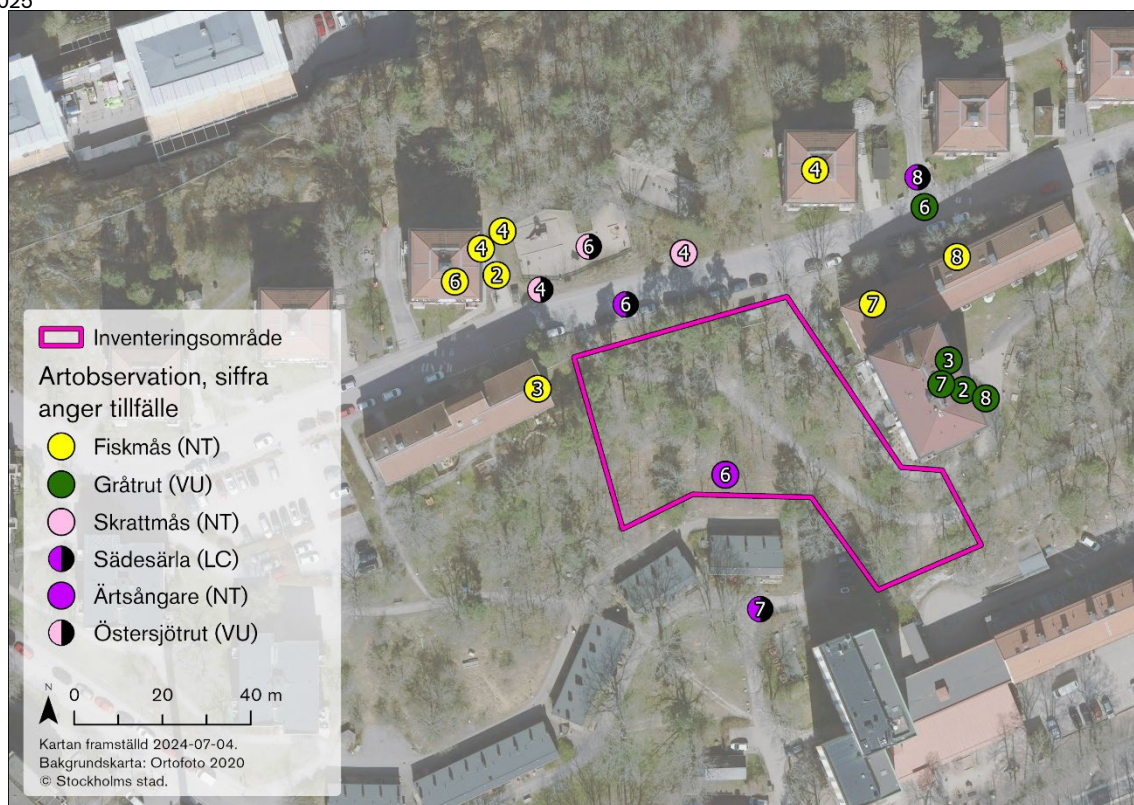 025
4
8
6
4
4
6
4
8
6
2
4
6
7
3
3
7
2
8
6
7
Inventeringsområde
Artobservation, siffra
anger tillfälle
Fiskmås (NT)
Gråtrut (VU)
Skrattmås (NT)
Sädesärla (LC)
Ärtsångare (NT)
Östersjötrut (VU)
N
0 20 40 m
Kartan framställd 2024-07-04.
Bakgrundskarta: Ortofoto 2020
© Stockholms stad.